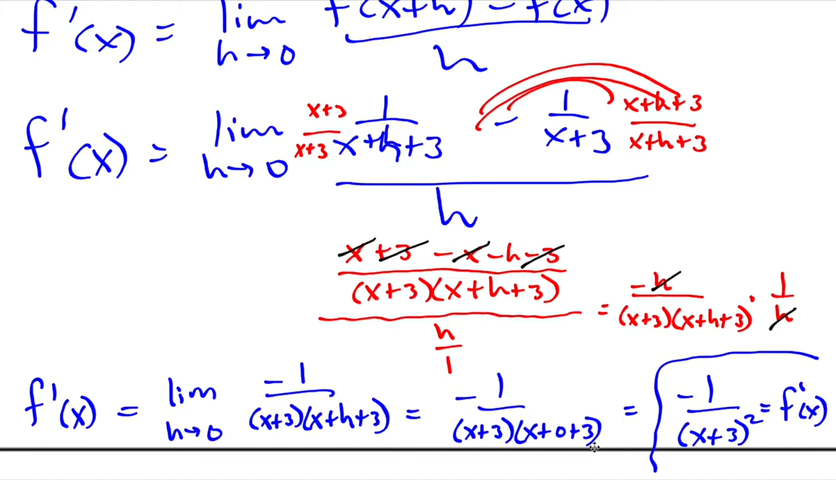 f'(x) = lim h→0 f(x+h) - f(x) / h
f'(x) = lim h→0 x+3/x+3 1/x+h+3 - 1/x+3 x+h+3/x+h+3 / h
x+3-x-h-3 / (x+3)(x+h+3) / h/1 = -h/(x+3)(x+h+3) · 1/h
f'(x) = lim h→0 -1/(x+3)(x+h+3) = -1/(x+3)(x+0+3) = -1/(x+3)² = f'(x)